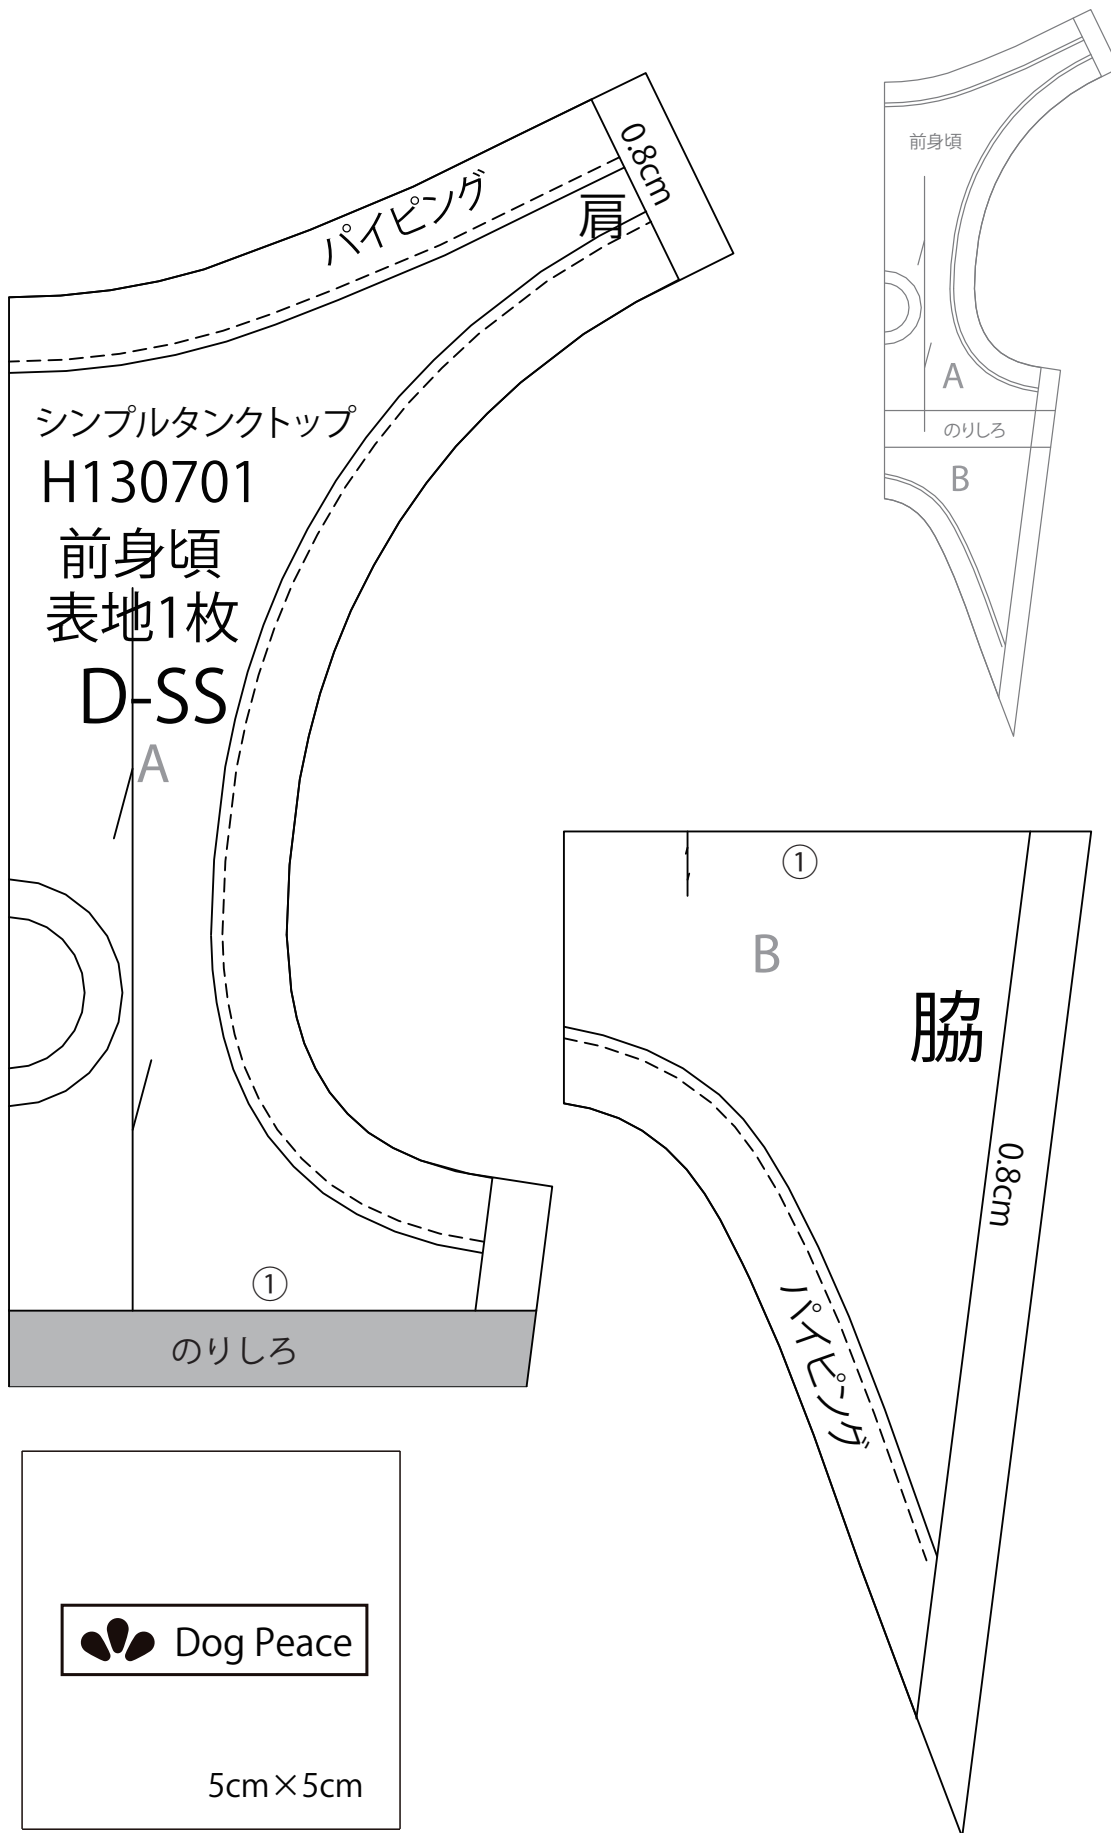 パイピング
0.8cm
肩
シンプルタンクトップ
H130701
前身頃
表地1枚
D-SS
A
①
のりしろ
前身頃
A
のりしろ
B
①
B
脇
0.8cm
パイピング
Dog Peace
5cm×5cm